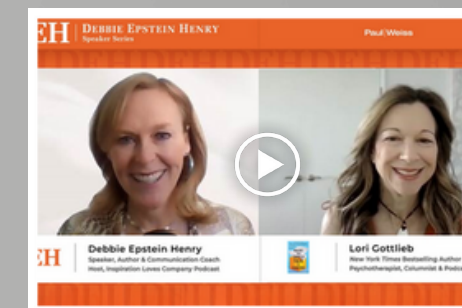 EH DEBBIE EPSTEIN HENRY
Speaker Series
Paul|Weiss
EH
Debbie Epstein Henry
Speaker, Author & Communication Coach
Host, Inspiration Loves Company Podcast
Lori Gottlieb
New York Times Bestselling Author
Psychotherapist, Columnist & Podc